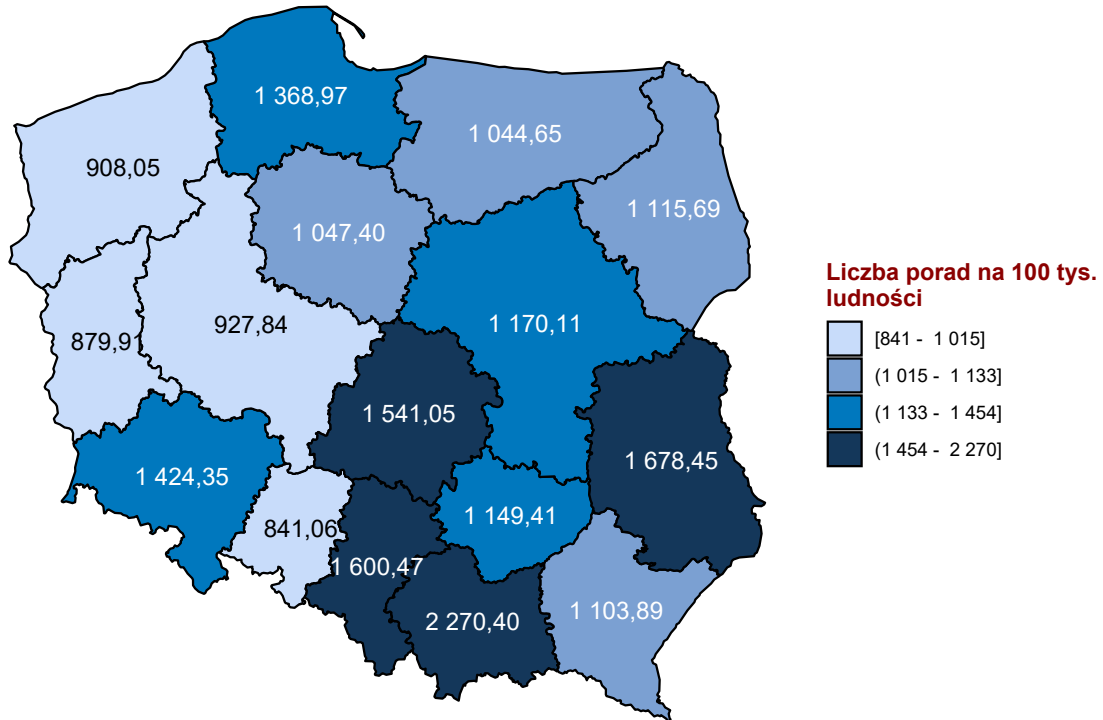 1 368,97
1 044,65
908,05
1 115,69
1 047,40
927,84
1 170,11
879,91
1 541,05
1 678,45
1 424,35
1 149,41
841,06
1 600,47
1 103,89
2 270,40
Liczba porad na 100 tys.
ludności
[841 - 1 015]
(1 015 - 1 133]
(1 133 - 1 454]
(1 454 - 2 270]